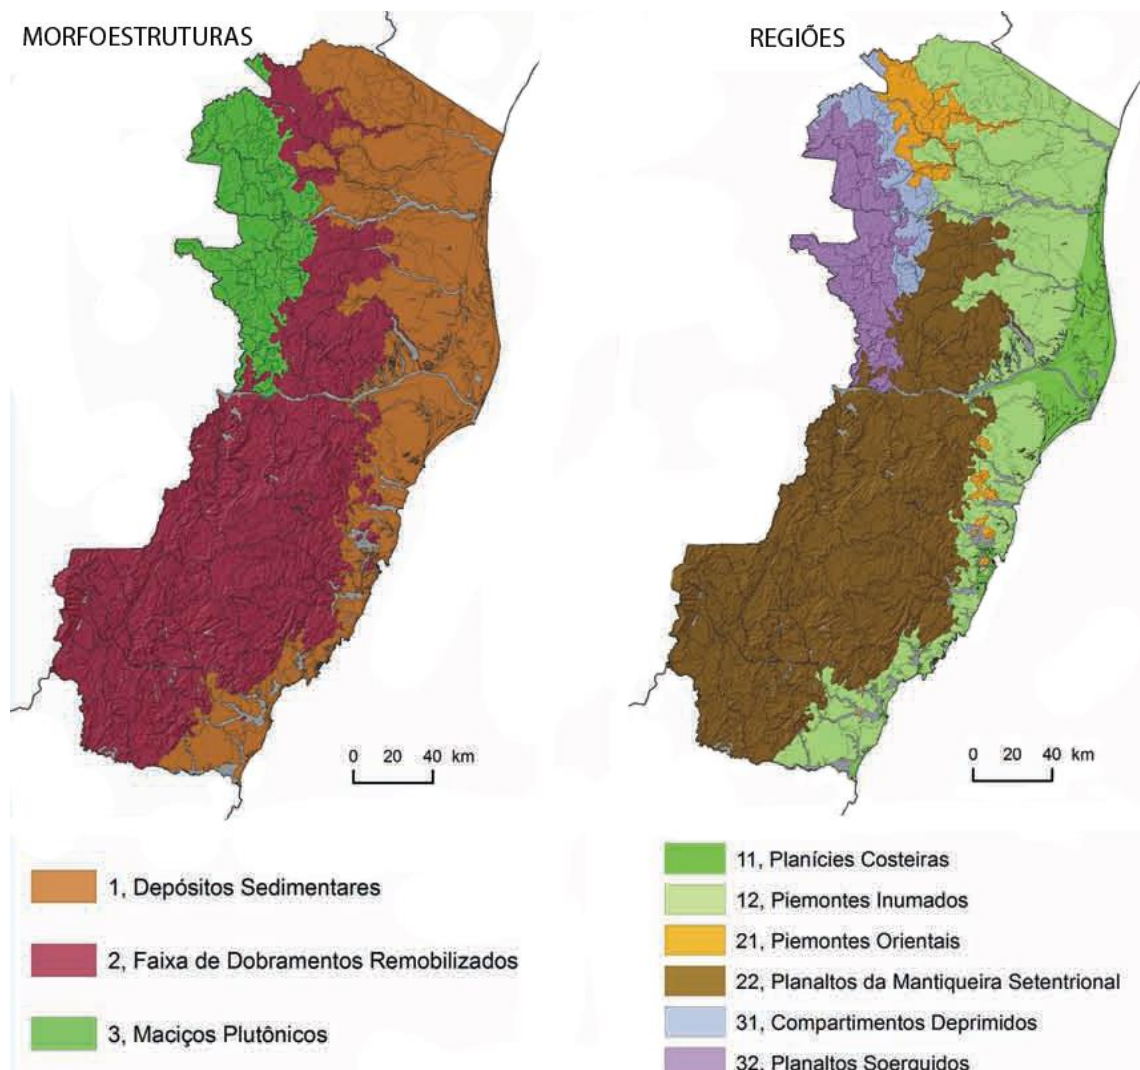 MORFOESTRUTURAS
0 20 40 km
1, Depósitos Sedimentares
2, Faixa de Dobramentos Remobilizados
3, Maciços Plutônicos
REGIÕES
0 20 40 km
11, Planícies Costeiras
12, Piemontes Inumados
21, Piemontes Orientais
22, Planaltos da Mantiqueira Setentrional
31, Compartimentos Deprimidos
32, Planaltos Soerguidos